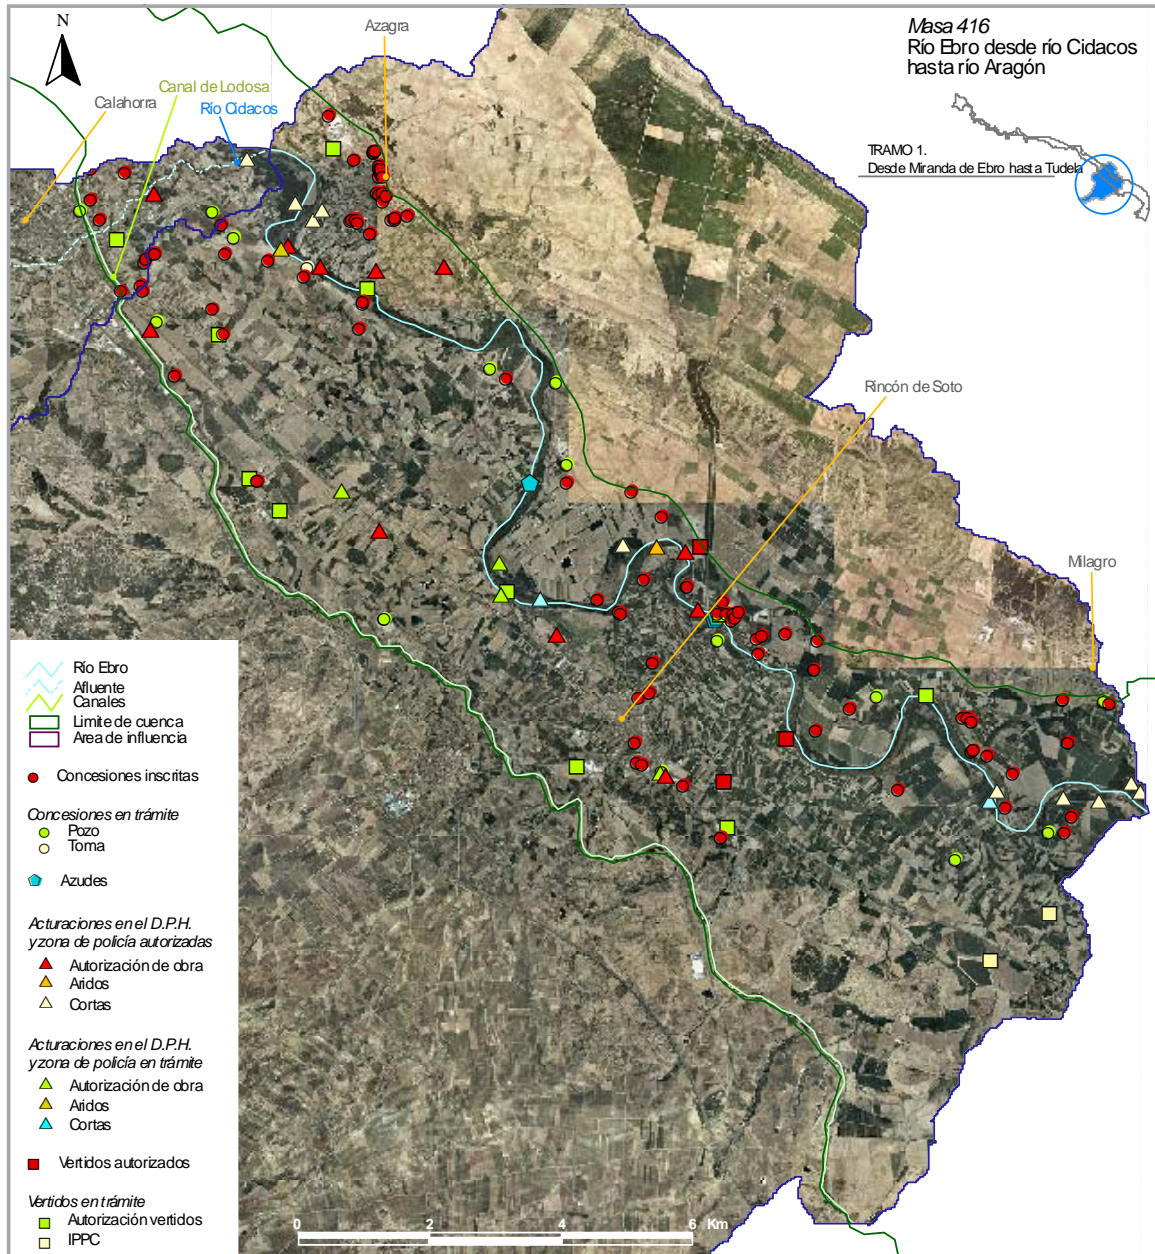 N
Azagra
Masa 416
Río Ebro desde río Cidacos
hasta río Aragón
Canal de Lodosa
Calahorra
Río Cidacos
TRAMO 1.
Desde Miranda de Ebro hasta Tudela
Rincón de Soto
Milagro
Río Ebro
Afluente
Canales
Limite de cuenca
Area de influencia
Concesiones inscritas
Concesiones en trámite
Pozo
Toma
Azudes
Acturaciones en el D.P.H.
y zona de policía autorizadas
Autorización de obra
Aridos
Cortas
Acturaciones en el D.P.H.
y zona de policía en trámite
Autorización de obra
Aridos
Cortas
Vertidos autorizados
Vertidos en trámite
Autorización vertidos
IPPC
0 2 4 6 Km